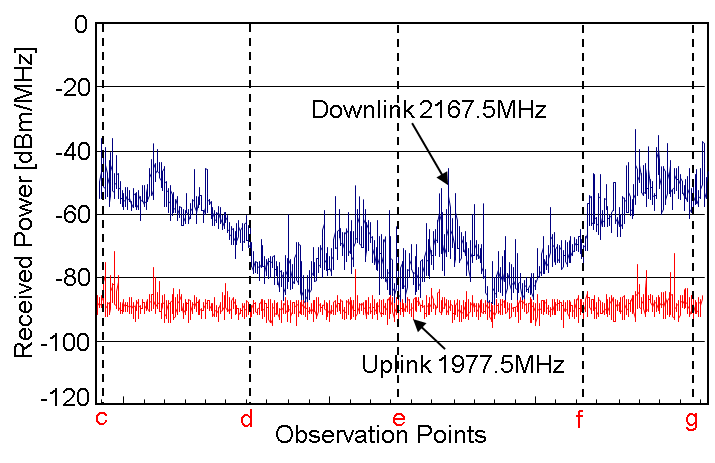 Received Power [dBm/MHz]
0
-20
-40
-60
-80
-100
-120
Downlink 2167.5MHz
Uplink 1977.5MHz
c d e f g
Observation Points